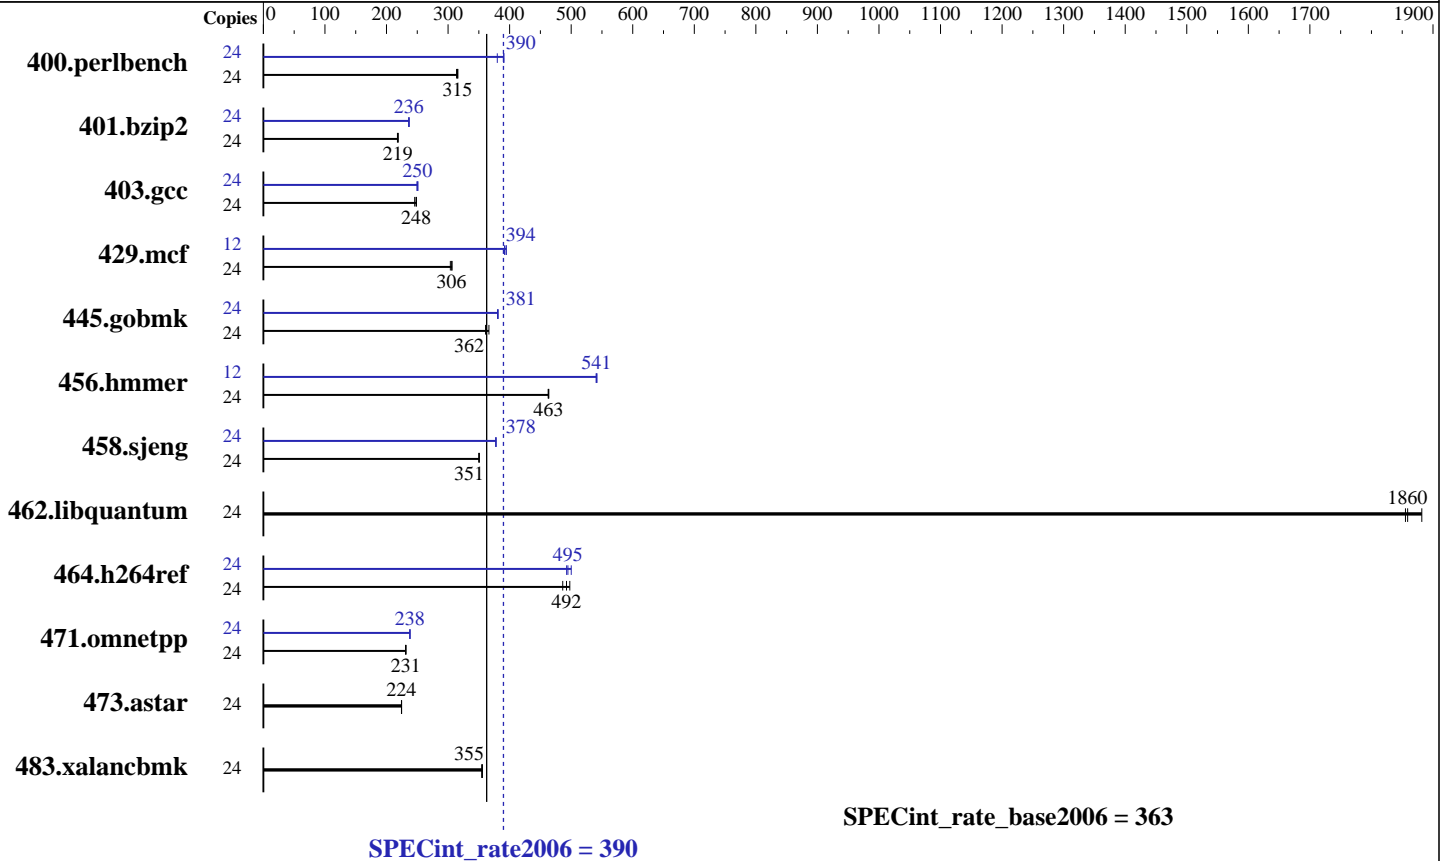 Copies 0 100 200 300 400 500 600 700 800 900 1000 1100 1200 1300 1400 1500 1600 1700 1900
400.perlbench 24 390
24 315
401.bzip2 24 236
24 219
403.gcc 24 250
24 248
429.mcf 12 394
24 306
445.gobmk 24 381
24 362
456.hmmer 12 541
24 463
458.sjeng 24 378
24 351
462.libquantum 24 1860
464.h264ref 24 495
24 492
471.omnetpp 24 238
24 231
473.astar 24 224
483.xalancbmk 24 355
SPECint_rate_base2006 = 363
SPECint_rate2006 = 390